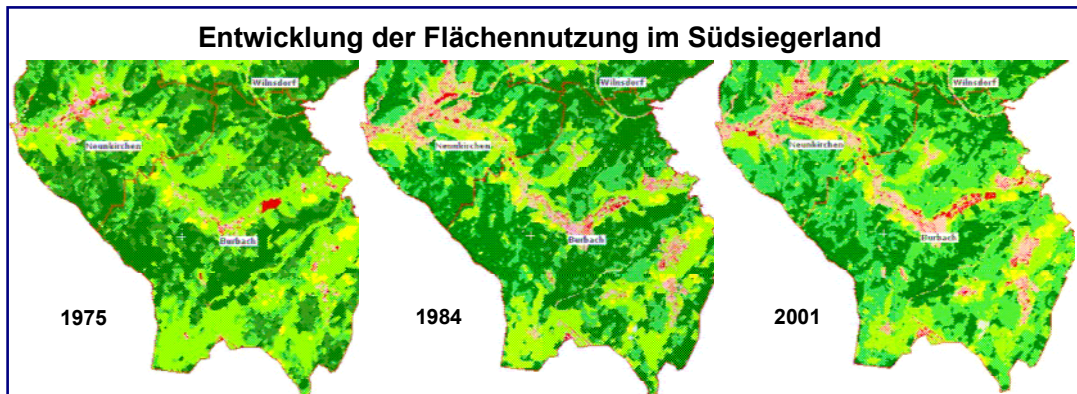 Entwicklung der Flächennutzung im Südsiegerland
Wilnsdorf
Neunkirchen
Burbach
1975
Wilnsdorf
Neunkirchen
Burbach
1984
Wilnsdorf
Neunkirchen
Burbach
2001